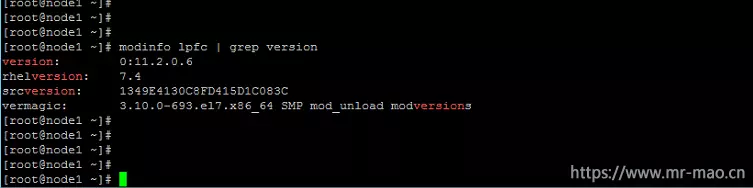 [root@node1 ~]#
[root@node1 ~]#
[root@node1 ~]#
[root@node1 ~]# modinfo lpfc | grep version
version: 0:11.2.0.6
rhelversion: 7.4
srcversion: 1349E4130C8FD415D1C083C
vermagic: 3.10.0-693.el7.x86_64 SMP mod_unload modversions
[root@node1 ~]#
[root@node1 ~]#
[root@node1 ~]#
[root@node1 ~]#
[root@node1 ~]#
https://www.mr-mao.cn